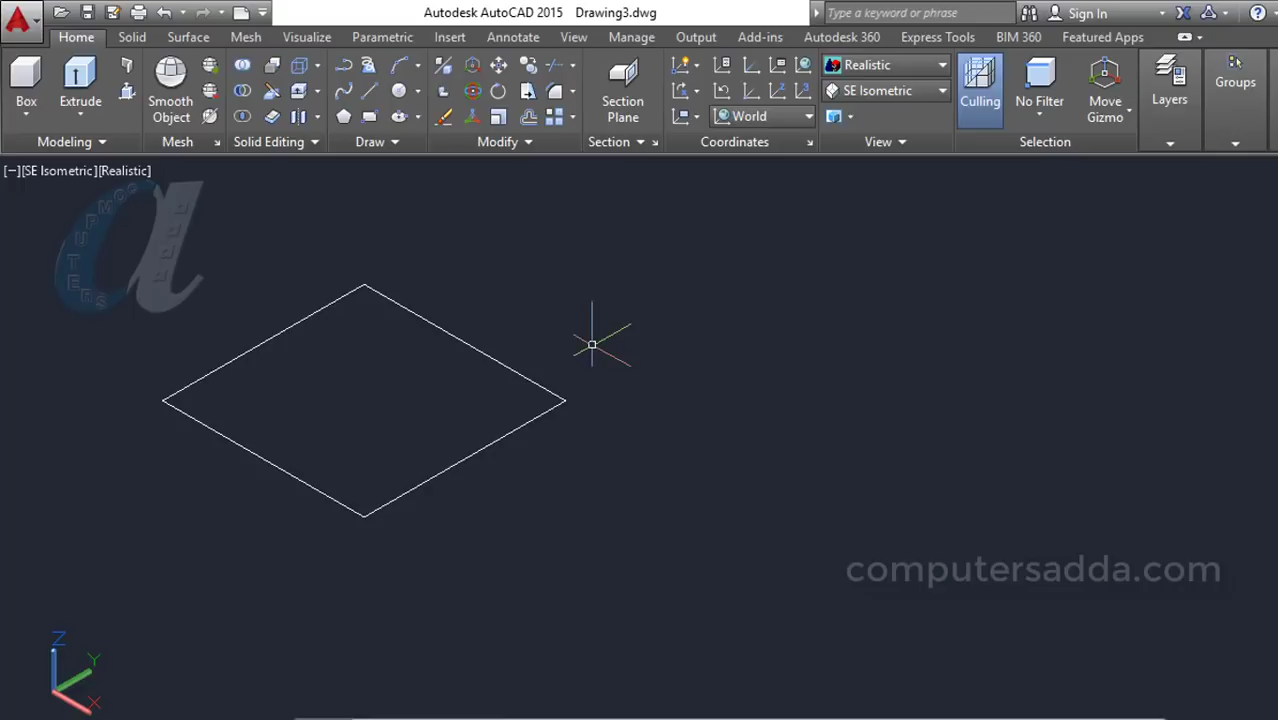 Autodesk AutoCAD 2015 Drawing3.dwg
Type a keyword or phrase
Sign In
Home Solid Surface Mesh Visualize Parametric Insert Annotate View Manage Output Add-ins Autodesk 360 Express Tools BIM 360 Featured Apps
Box
Extrude
Smooth
Object
Section
Plane
Realistic
SE Isometric
World
Culling
No Filter
Move
Gizmo
Layers
Groups
Modeling
Mesh
Solid Editing
Draw
Modify
Section
Coordinates
View
Selection
[−][SE Isometric][Realistic]
a
COMPUTERS
adda
computersadda.com
Z
Y
X